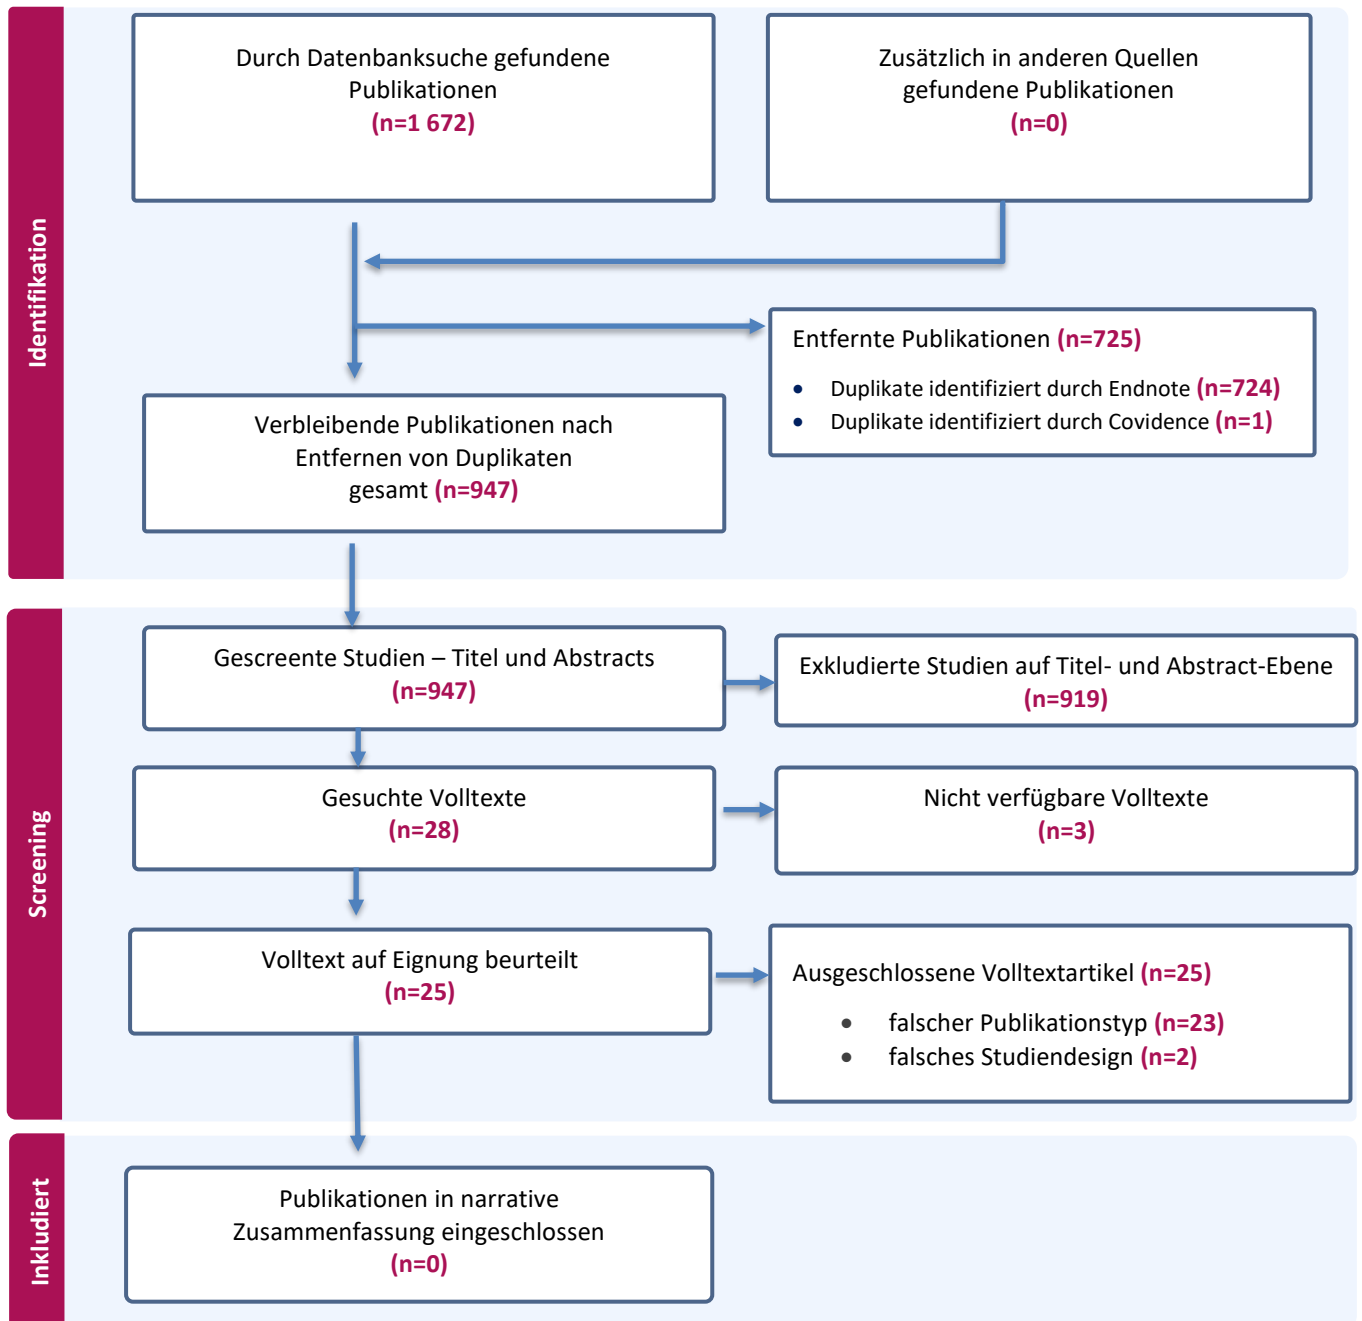 Identifikation
Durch Datenbanksuche gefundene
Publikationen
(n=1 672)
Zusätzlich in anderen Quellen
gefundene Publikationen
(n=0)
Entfernte Publikationen (n=725)
• Duplikate identifiziert durch Endnote (n=724)
• Duplikate identifiziert durch Covidence (n=1)
Verbleibende Publikationen nach
Entfernen von Duplikaten
gesamt (n=947)
Screening
Gescreente Studien – Titel und Abstracts
(n=947)
Exkludierte Studien auf Titel- und Abstract-Ebene
(n=919)
Gesuchte Volltexte
(n=28)
Nicht verfügbare Volltexte
(n=3)
Volltext auf Eignung beurteilt
(n=25)
Ausgeschlossene Volltextartikel (n=25)
• falscher Publikationstyp (n=23)
• falsches Studiendesign (n=2)
Inkludiert
Publikationen in narrative
Zusammenfassung eingeschlossen
(n=0)